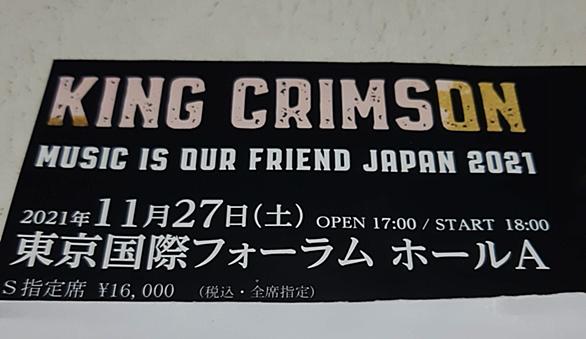 KING CRIMSON
MUSIC IS OUR FRIEND JAPAN 2021
2021年11月27日(土) OPEN 17:00 / START 18:00
東京国際フォーラム ホールA
S指定席 ¥16,000 (税込・全席指定)